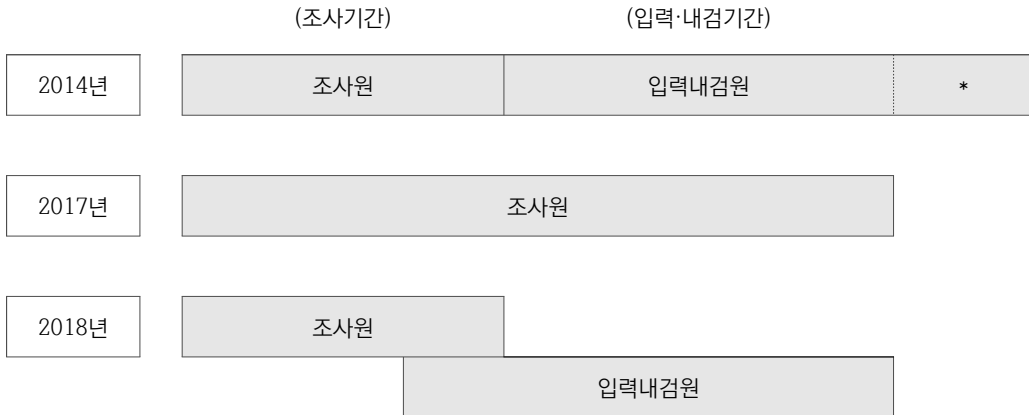 (조사기간) (입력·내검기간)
2014년 조사원 입력내검원 *
2017년 조사원
2018년 조사원
입력내검원